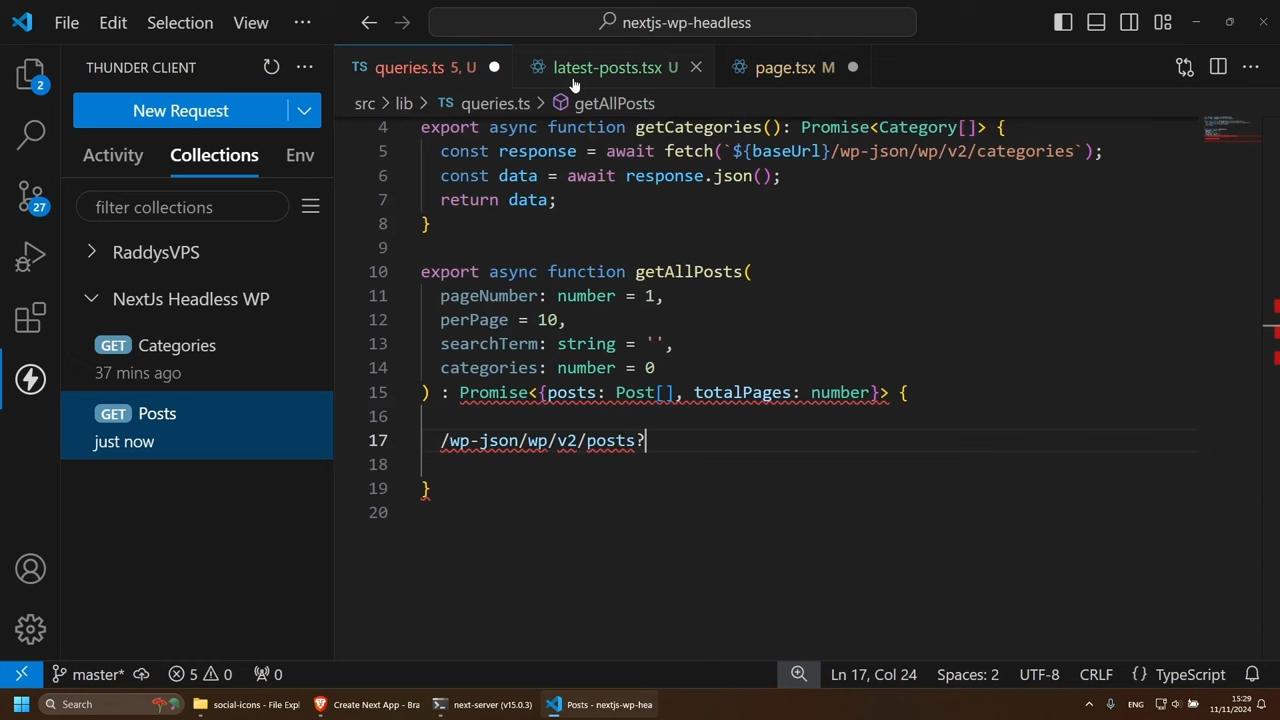 File Edit Selection View ···
nextjs-wp-headless
2
27
THUNDER CLIENT
New Request
Activity Collections Env
filter collections
RaddysVPS
NextJs Headless WP
GET Categories
37 mins ago
GET Posts
just now
TS queries.ts 5, U
latest-posts.tsx U
page.tsx M
src > lib > TS queries.ts > getAllPosts
4 export async function getCategories(): Promise<Category[]> {
5 const response = await fetch(`${baseUrl}/wp-json/wp/v2/categories`);
6 const data = await response.json();
7 return data;
8 }
9
10 export async function getAllPosts(
11 pageNumber: number = 1,
12 perPage = 10,
13 searchTerm: string = '',
14 categories: number = 0
15 ) : Promise<{posts: Post[], totalPages: number}> {
16
17 /wp-json/wp/v2/posts?
18
19 }
20
master* 5 0 0
Ln 17, Col 24 Spaces: 2 UTF-8 CRLF {} TypeScript
Search
social-icons - File Expl
Create Next App - Bra
next-server (v15.0.3)
Posts - nextjs-wp-hea
ENG
15:29
11/11/2024